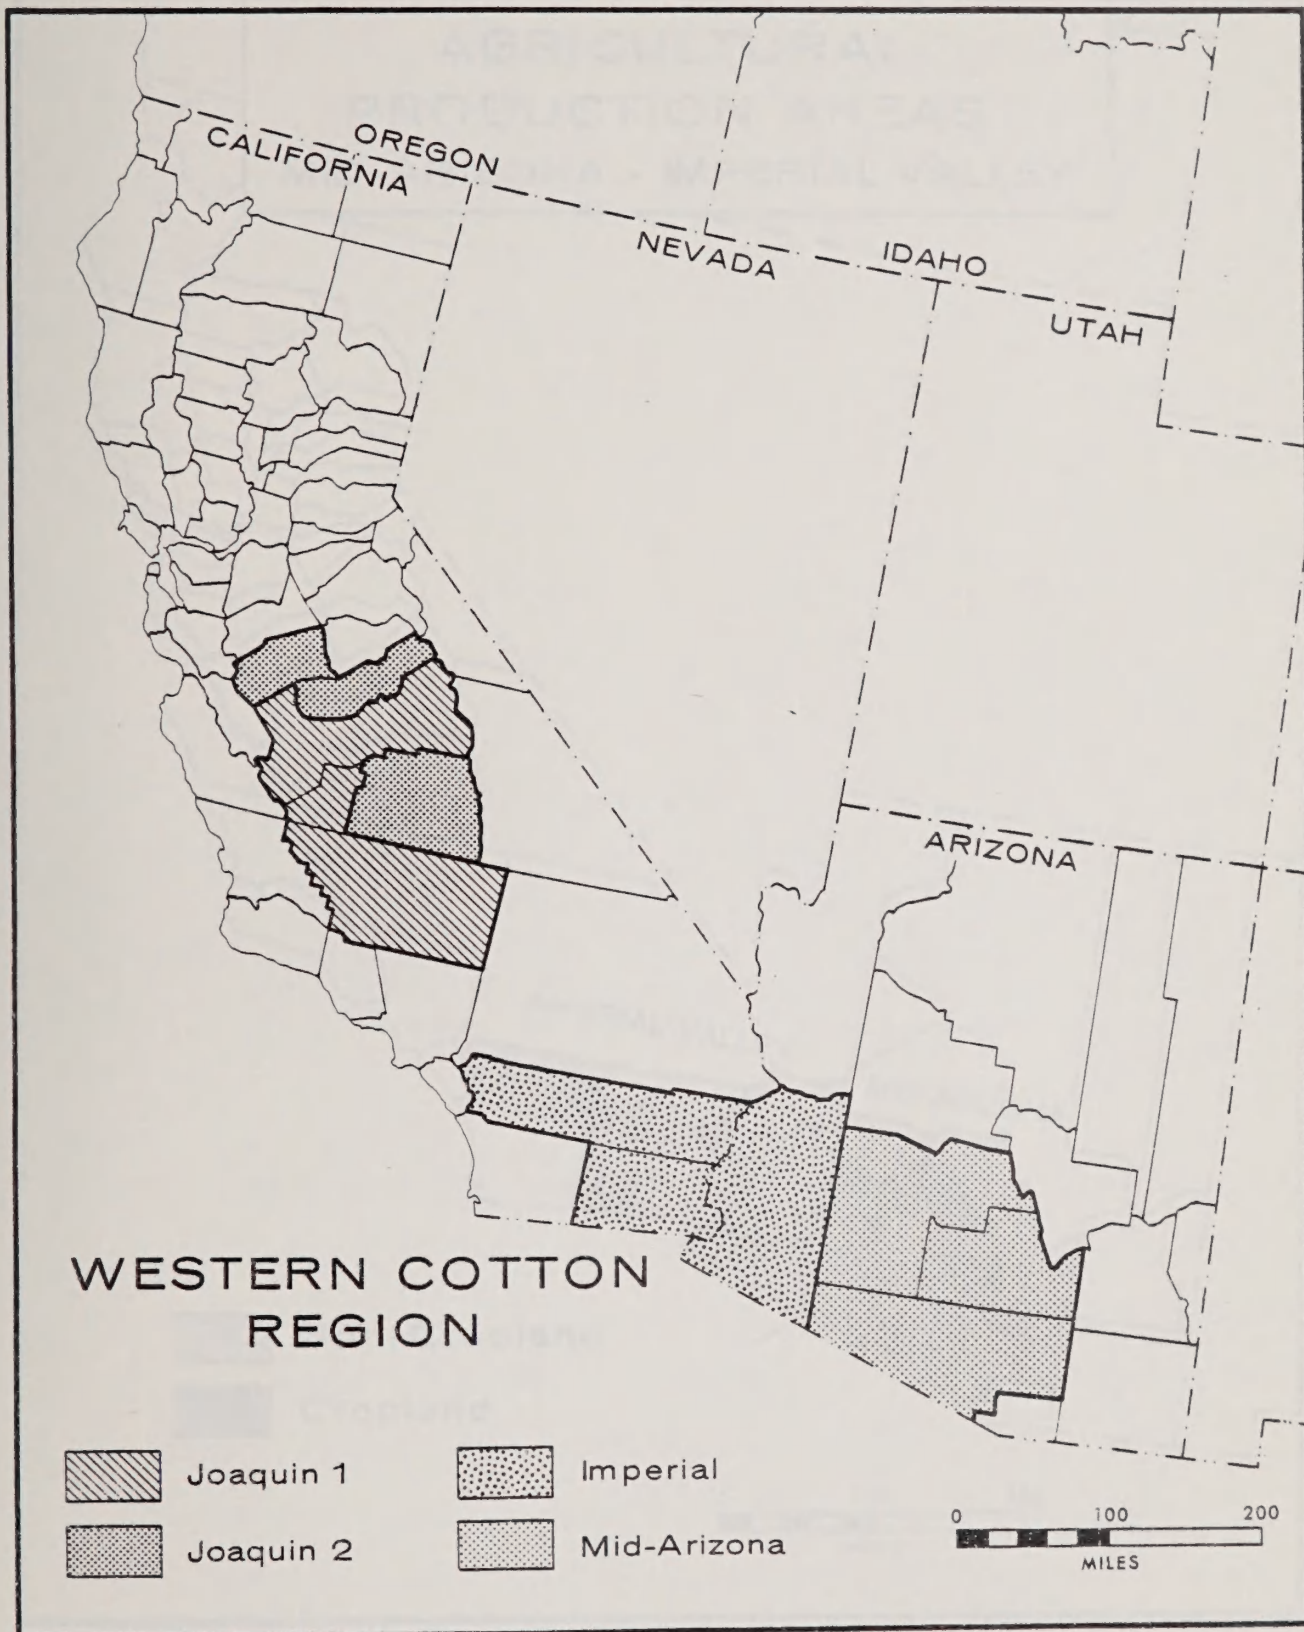 OREGON
CALIFORNIA
NEVADA
IDAHO
UTAH
ARIZONA
WESTERN COTTON
REGION
Joaquin 1
Imperial
Joaquin 2
Mid-Arizona
0 100 200
MILES